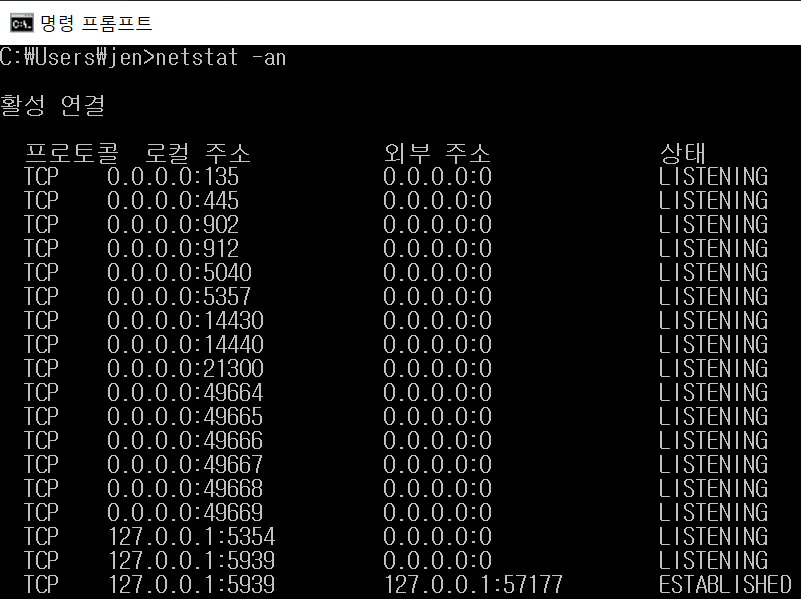 명령 프롬프트
C:₩Users₩jen>netstat -an
활성 연결
프로토콜 로컬 주소 외부 주소 상태
TCP 0.0.0.0:135 0.0.0.0:0 LISTENING
TCP 0.0.0.0:445 0.0.0.0:0 LISTENING
TCP 0.0.0.0:902 0.0.0.0:0 LISTENING
TCP 0.0.0.0:912 0.0.0.0:0 LISTENING
TCP 0.0.0.0:5040 0.0.0.0:0 LISTENING
TCP 0.0.0.0:5357 0.0.0.0:0 LISTENING
TCP 0.0.0.0:14430 0.0.0.0:0 LISTENING
TCP 0.0.0.0:14440 0.0.0.0:0 LISTENING
TCP 0.0.0.0:21300 0.0.0.0:0 LISTENING
TCP 0.0.0.0:49664 0.0.0.0:0 LISTENING
TCP 0.0.0.0:49665 0.0.0.0:0 LISTENING
TCP 0.0.0.0:49666 0.0.0.0:0 LISTENING
TCP 0.0.0.0:49667 0.0.0.0:0 LISTENING
TCP 0.0.0.0:49668 0.0.0.0:0 LISTENING
TCP 0.0.0.0:49669 0.0.0.0:0 LISTENING
TCP 127.0.0.1:5354 0.0.0.0:0 LISTENING
TCP 127.0.0.1:5939 0.0.0.0:0 LISTENING
TCP 127.0.0.1:5939 127.0.0.1:57177 ESTABLISHED